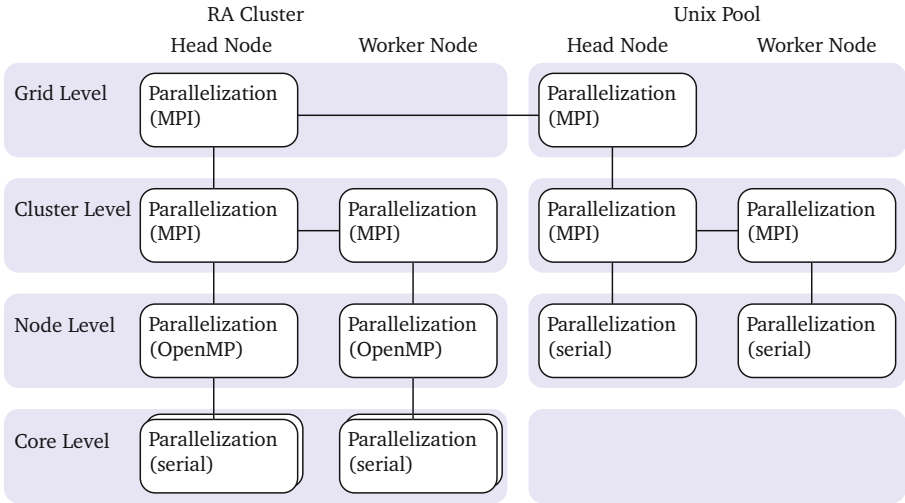 RA Cluster
Unix Pool
Head Node
Worker Node
Head Node
Worker Node
Grid Level
Parallelization
(MPI)
Parallelization
(MPI)
Cluster Level
Parallelization
(MPI)
Parallelization
(MPI)
Parallelization
(MPI)
Parallelization
(MPI)
Node Level
Parallelization
(OpenMP)
Parallelization
(OpenMP)
Parallelization
(serial)
Parallelization
(serial)
Core Level
Parallelization
(serial)
Parallelization
(serial)